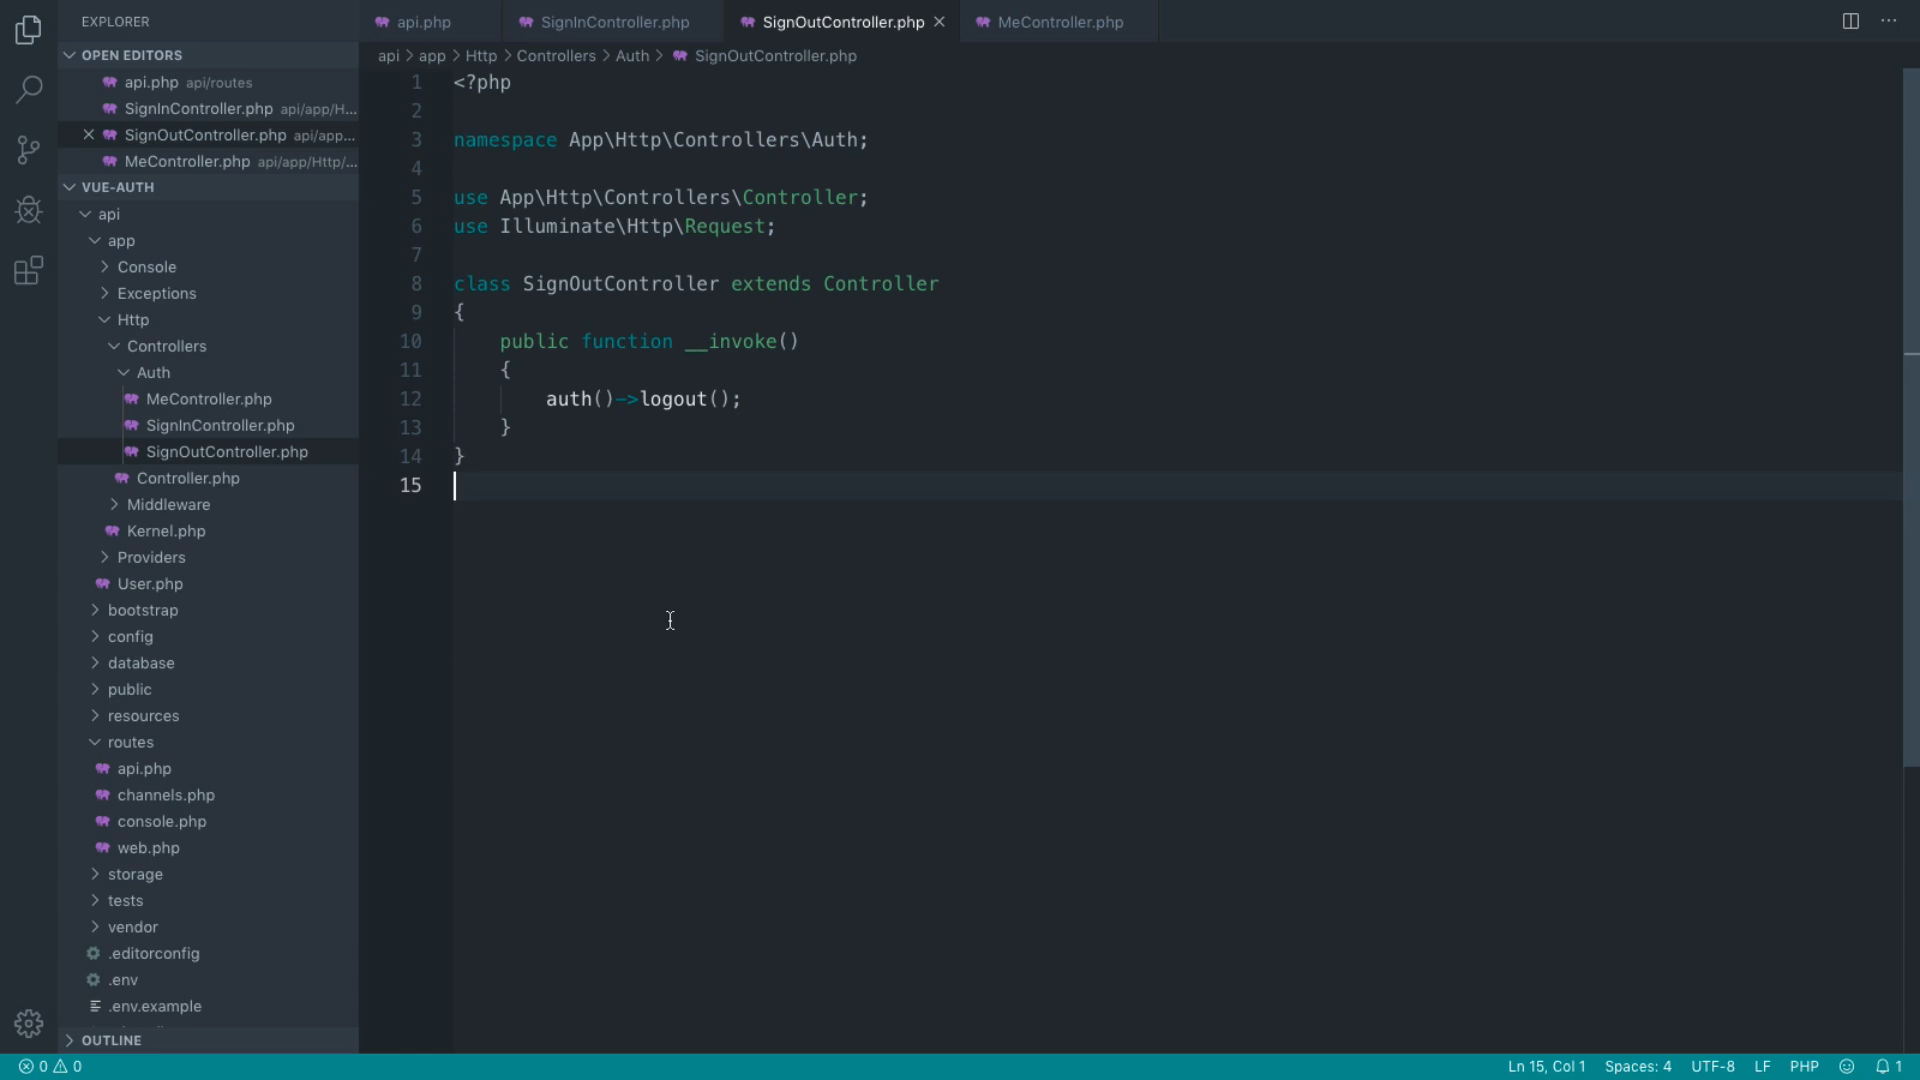 EXPLORER
OPEN EDITORS
api.php api/routes
SignInController.php api/app/H...
SignOutController.php api/app...
MeController.php api/app/Http/...
VUE-AUTH
api
app
Console
Exceptions
Http
Controllers
Auth
MeController.php
SignInController.php
SignOutController.php
Controller.php
Middleware
Kernel.php
Providers
User.php
bootstrap
config
database
public
resources
routes
api.php
channels.php
console.php
web.php
storage
tests
vendor
.editorconfig
.env
.env.example
OUTLINE
api.php SignInController.php SignOutController.php MeController.php
api > app > Http > Controllers > Auth > SignOutController.php
1 <?php
2
3 namespace App\Http\Controllers\Auth;
4
5 use App\Http\Controllers\Controller;
6 use Illuminate\Http\Request;
7
8 class SignOutController extends Controller
9 {
10     public function __invoke()
11     {
12         auth()->logout();
13     }
14 }
15
0 0 Ln 15, Col 1 Spaces: 4 UTF-8 LF PHP 1